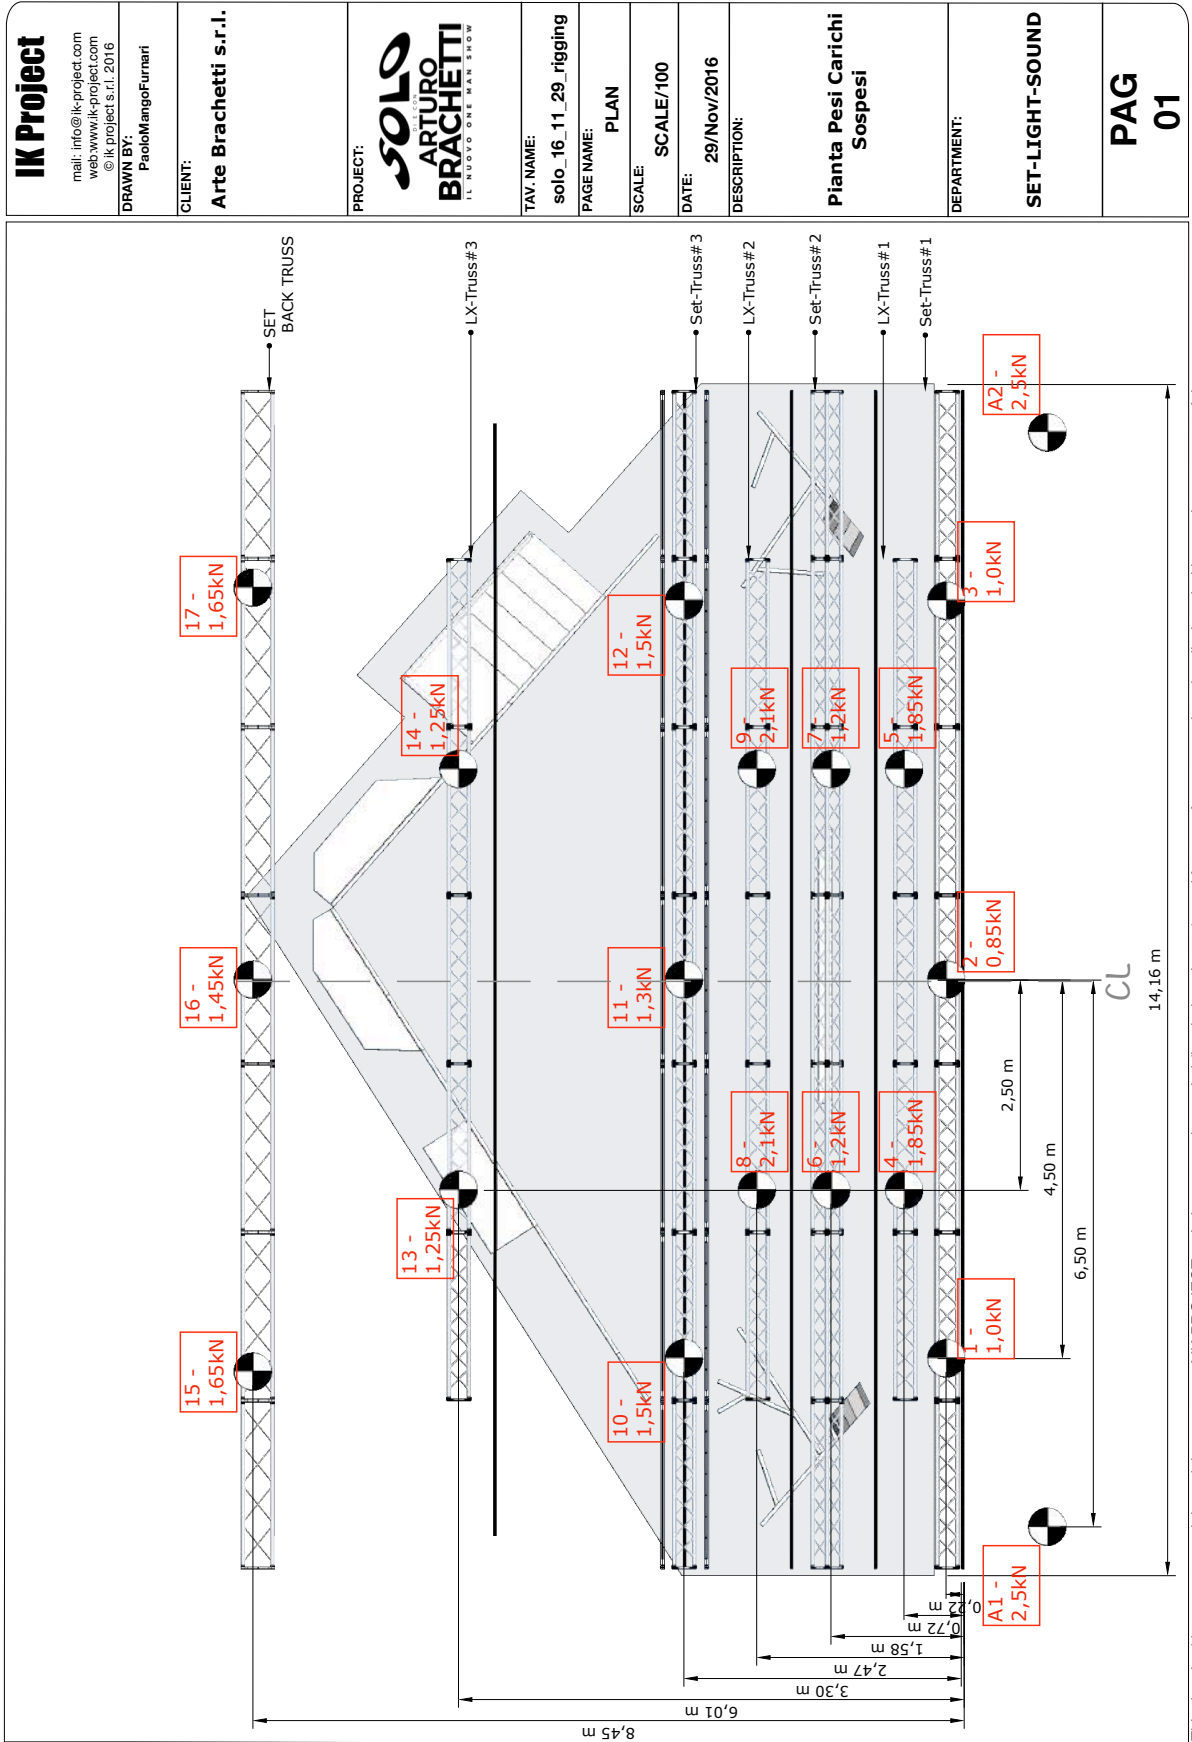 IK Project
mail: info@ik-project.com
web:www.ik-project.com
© ik project s.r.l. 2016
DRAWN BY:
PaoloMangoFurnari
CLIENT:
Arte Brachetti s.r.l.
PROJECT:
SOLO
DI E CON
ARTURO
BRACHETTI
IL NUOVO ONE MAN SHOW
TAV. NAME:
solo_16_11_29_rigging
PAGE NAME:
PLAN
SCALE:
SCALE/100
DATE:
29/Nov/2016
DESCRIPTION:
Pianta Pesi Carichi
Sospesi
DEPARTMENT:
SET-LIGHT-SOUND
PAG
01
SET
BACK TRUSS
LX-Truss#3
Set-Truss#3
LX-Truss#2
Set-Truss#2
LX-Truss#1
Set-Truss#1
17 -
1,65kN
16 -
1,45kN
15 -
1,65kN
14 -
1,25kN
13 -
1,25kN
12 -
1,5kN
11 -
1,3kN
10 -
1,5kN
9 -
2,1kN
8 -
2,1kN
7 -
1,2kN
6 -
1,2kN
5 -
1,85kN
4 -
1,85kN
3 -
1,0kN
2 -
0,85kN
1 -
1,0kN
A2 -
2,5kN
A1 -
2,5kN
CL
2,50 m
4,50 m
6,50 m
14,16 m
0,22 m
0,72 m
1,58 m
2,47 m
3,30 m
6,01 m
8,45 m